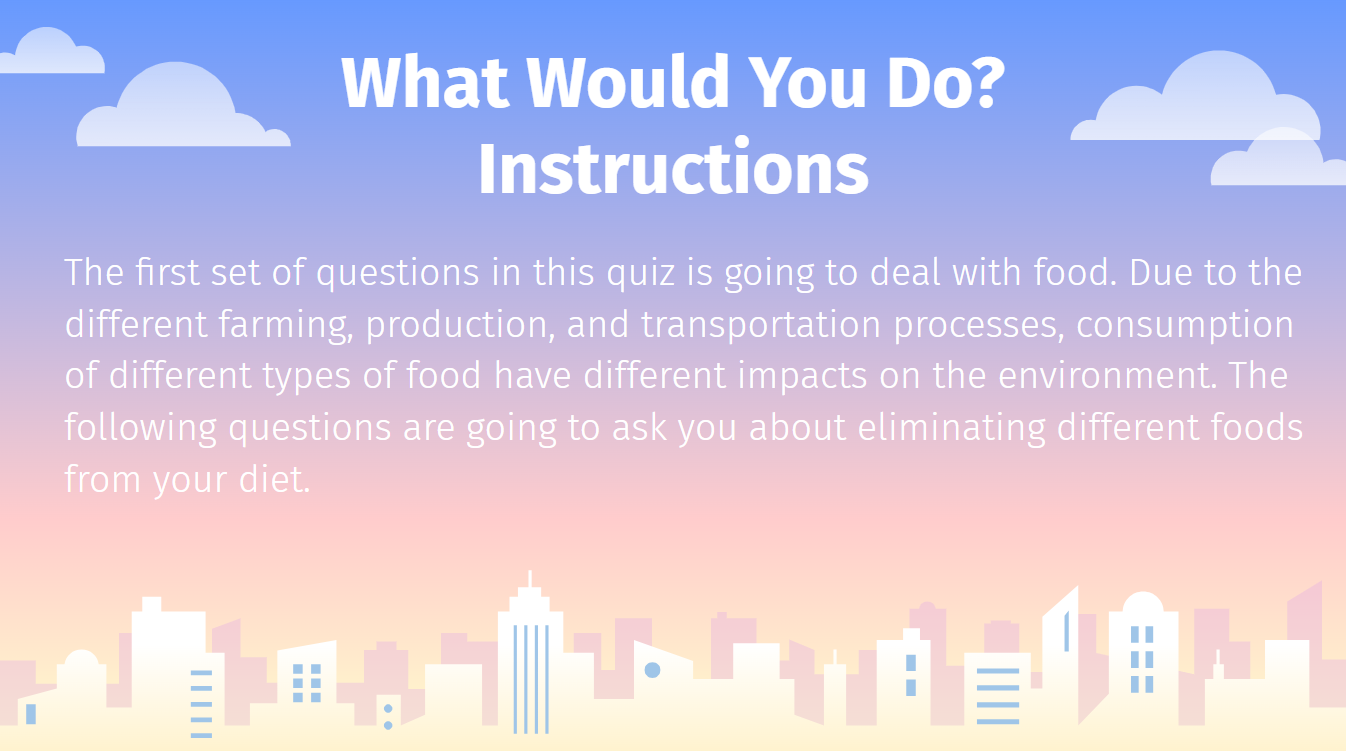 What Would You Do?
Instructions
The first set of questions in this quiz is going to deal with food. Due to the
different farming, production, and transportation processes, consumption
of different types of food have different impacts on the environment. The
following questions are going to ask you about eliminating different foods
from your diet.